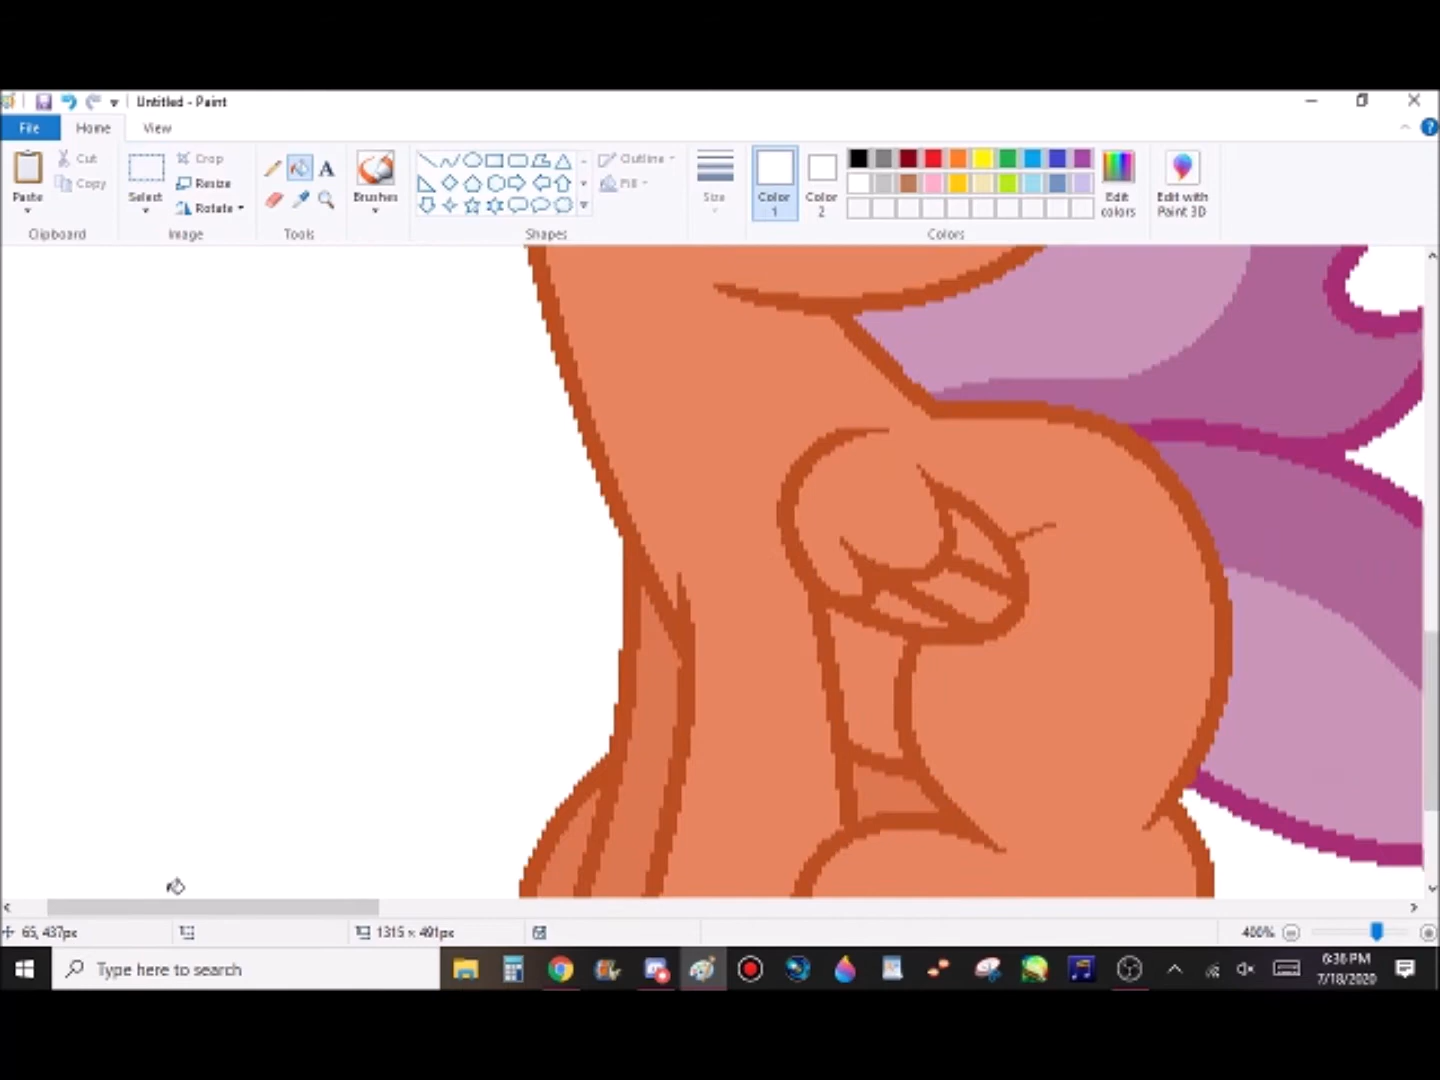 Untitled - Paint
File Home View
Paste
Cut
Copy
Clipboard
Select
Crop
Resize
Rotate
Image
A
Tools
Brushes
Outline
Fill
Shapes
Size
Color 1
Color 2
Edit colors
Colors
Edit with Paint 3D
65, 437px
1315 × 491px
400%
Type here to search
6:36 PM
7/18/2020